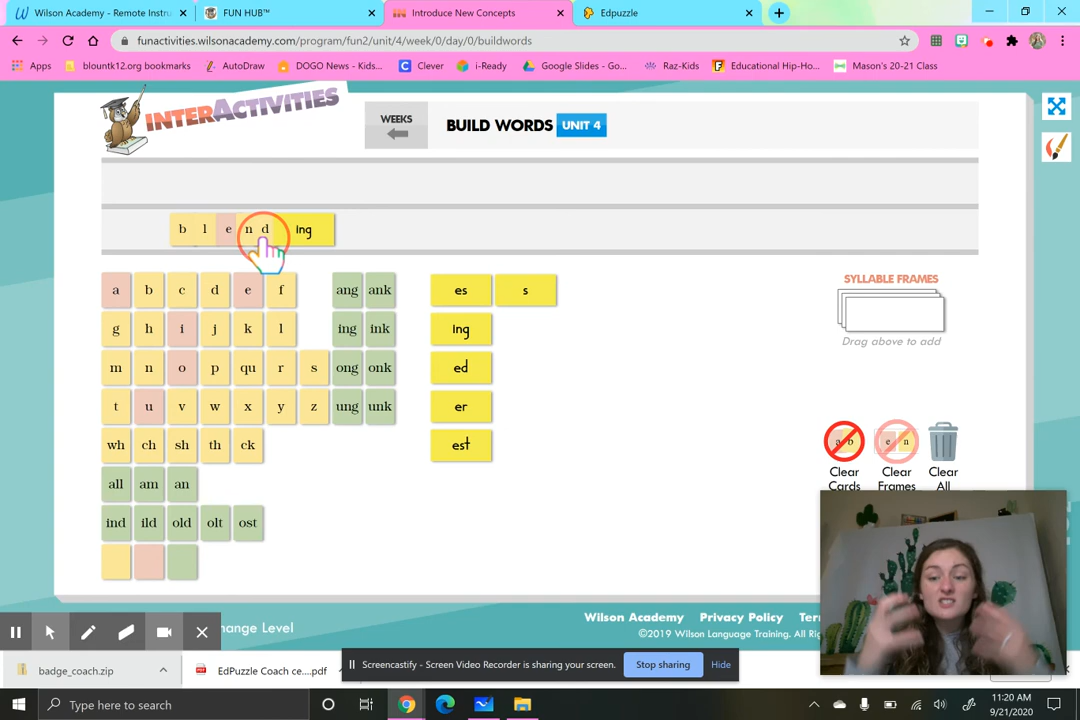 Wilson Academy - Remote Instru
FUN HUB™
Introduce New Concepts
Edpuzzle
funactivities.wilsonacademy.com/program/fun2/unit/4/week/0/day/0/buildwords
Apps
blountk12.org bookmarks
AutoDraw
DOGO News - Kids...
Clever
i-Ready
Google Slides - Go...
Raz-Kids
Educational Hip-Ho...
Mason's 20-21 Class
INTERACTIVITIES
WEEKS
BUILD WORDS UNIT 4
b l e n d ing
a b c d e f ang ank es s
g h i j k l ing ink ing
m n o p qu r s ong onk ed
t u v w x y z ung unk er
wh ch sh th ck est
all am an
ind ild old olt ost
SYLLABLE FRAMES
Drag above to add
a b
e n
Clear Cards
Clear Frames
Clear All
ange Level
Wilson Academy Privacy Policy Ter
©2019 Wilson Language Training. All Ri
badge_coach.zip
EdPuzzle Coach ce....pdf
Screencastify - Screen Video Recorder is sharing your screen.
Stop sharing
Hide
Type here to search
11:20 AM
9/21/2020